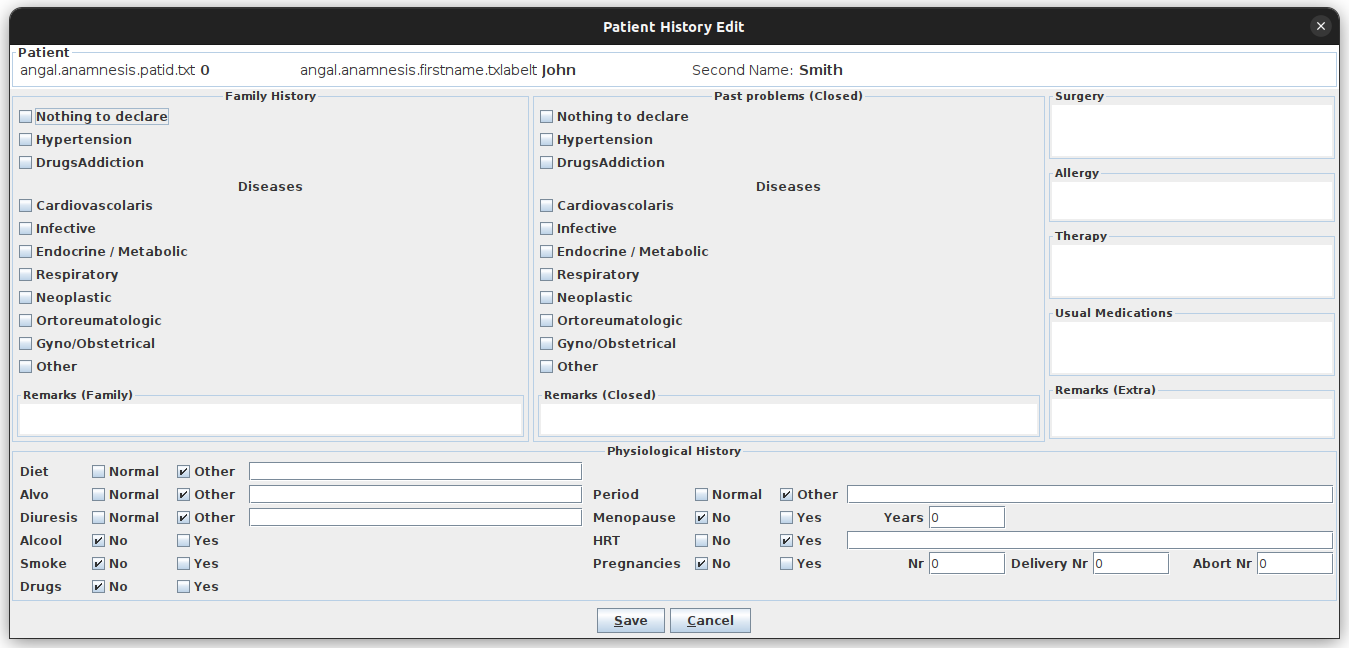 Patient History Edit
Patient
angal.anamnesis.patid.txt 0 angal.anamnesis.firstname.txlabelt John Second Name: Smith
Family History
Nothing to declare
Hypertension
DrugsAddiction
Diseases
Cardiovascolaris
Infective
Endocrine / Metabolic
Respiratory
Neoplastic
Ortoreumatologic
Gyno/Obstetrical
Other
Remarks (Family)
Past problems (Closed)
Nothing to declare
Hypertension
DrugsAddiction
Diseases
Cardiovascolaris
Infective
Endocrine / Metabolic
Respiratory
Neoplastic
Ortoreumatologic
Gyno/Obstetrical
Other
Remarks (Closed)
Surgery
Allergy
Therapy
Usual Medications
Remarks (Extra)
Physiological History
Diet Normal Other
Alvo Normal Other
Diuresis Normal Other
Alcool No Yes
Smoke No Yes
Drugs No Yes
Period Normal Other
Menopause No Yes Years 0
HRT No Yes
Pregnancies No Yes Nr 0 Delivery Nr 0 Abort Nr 0
Save Cancel